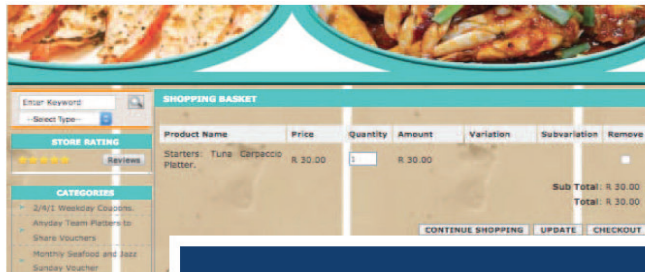 Enter Keyword
--Select Type--
STORE RATING
Reviews
CATEGORIES
2/4/1 Weekday Coupons.
Anyday Team Platters to
Share Vouchers
Monthly Seafood and Jazz
Sunday Voucher
SHOPPING BASKET
Product Name Price Quantity Amount Variation Subvariation Remove
Starters: Tuna Carpaccio R 30.00 1 R 30.00
Platter.
Sub Total: R 30.00
Total: R 30.00
CONTINUE SHOPPING UPDATE CHECKOUT